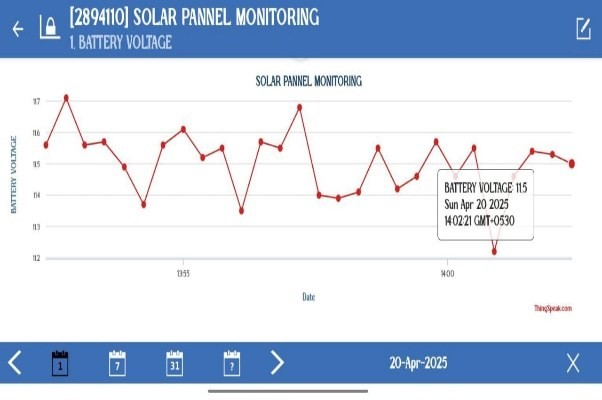 [2894110] SOLAR PANNEL MONITORING
1. BATTERY VOLTAGE
SOLAR PANNEL MONITORING
BATTERY VOLTAGE
11.7
11.6
11.5
11.4
11.3
11.2
BATTERY VOLTAGE: 11.5
Sun Apr 20 2025
14:02:21 GMT+0530
13:55
14:00
Date
ThingSpeak.com
1
7
31
?
20-Apr-2025